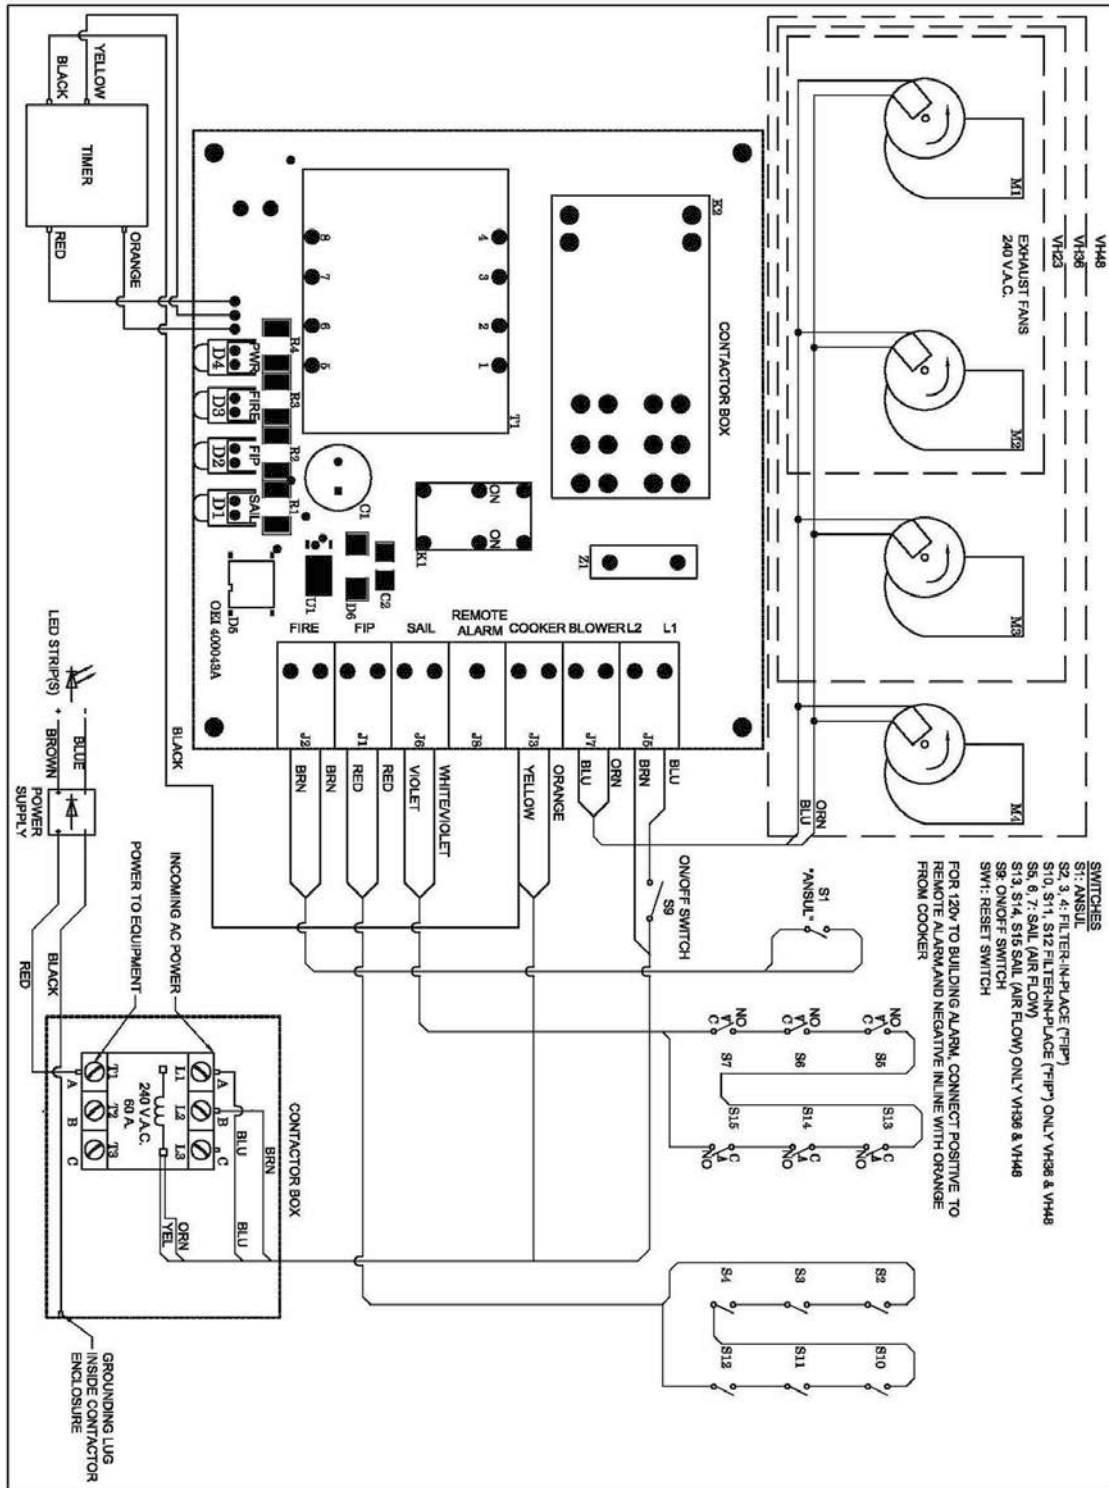 VH48
VH36
VH23
EXHAUST FANS
240 V.A.C.
M1
M2
M3
M4
ORN
BLU
SWITCHES
S1: ANSUL
S2, 3, 4: FILTER-IN-PLACE ("FIP")
S10, S11, S12 FILTER-IN-PLACE ("FIP") ONLY VH36 & VH48
S5, 6, 7: SAIL (AIR FLOW)
S13, S14, S15 SAIL (AIR FLOW) ONLY VH36 & VH48
S9: ON/OFF SWITCH
SW1: RESET SWITCH
FOR 120v TO BUILDING ALARM, CONNECT POSITIVE TO
REMOTE ALARM,AND NEGATIVE INLINE WITH ORANGE
FROM COOKER
YELLOW
BLACK
TIMER
ORANGE
RED
K2
CONTACTOR BOX
T1
4
3
2
1
8
7
6
5
R4
R3
R2
R1
PWR
FIRE
FIP
SAIL
D4
D3
D2
D1
C1
K1
ON
ON
Z1
C2
D6
U1
D5
OEI 400043A
FIRE
FIP
SAIL
REMOTE
ALARM
COOKER
BLOWER
L2
L1
J2
J1
J6
J8
J3
J7
J5
BRN
BRN
RED
RED
VIOLET
WHITE/VIOLET
YELLOW
ORANGE
BLU
ORN
BRN
BLU
BLACK
ON/OFF SWITCH
S9
S1
"ANSUL"
NO
C
A
NO
C
A
NO
C
A
S7
S6
S5
S15
S14
S13
C
A
NO
C
A
NO
C
A
NO
S4
S3
S2
S12
S11
S10
LED STRIP(S)
-
+
BLUE
BROWN
POWER
SUPPLY
BLACK
RED
INCOMING AC POWER
POWER TO EQUIPMENT
CONTACTOR BOX
L1
L2
L3
A
B
C
240 V.A.C.
60 A.
T1
T2
T3
A
B
C
BLU
BRN
BLU
ORN
YEL
GROUNDING LUG
INSIDE CONTACTOR
ENCLOSURE